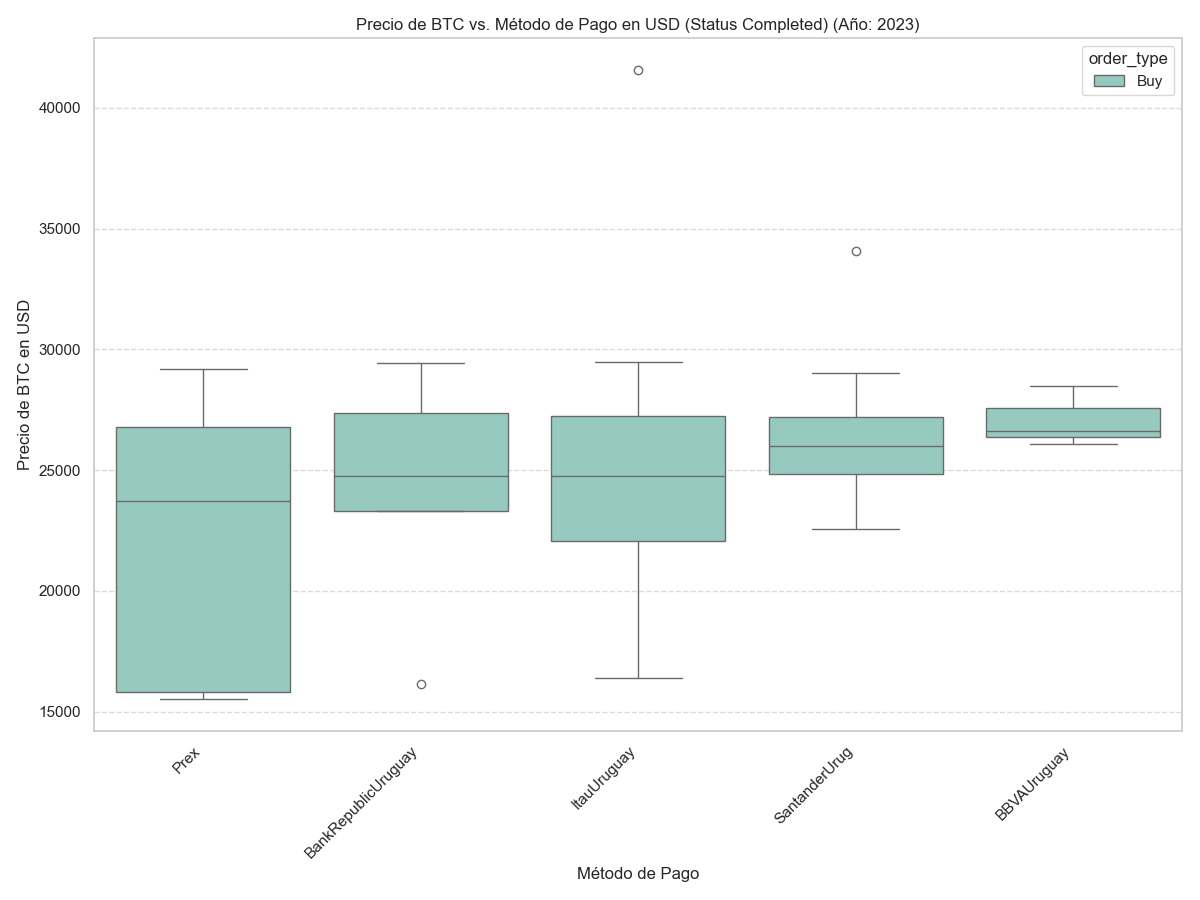 Precio de BTC vs. Método de Pago en USD (Status Completed) (Año: 2023)
order_type
Buy
Precio de BTC en USD
40000
35000
30000
25000
20000
15000
Prex
BankRepublicUruguay
ItauUruguay
SantanderUrug
BBVAUruguay
Método de Pago